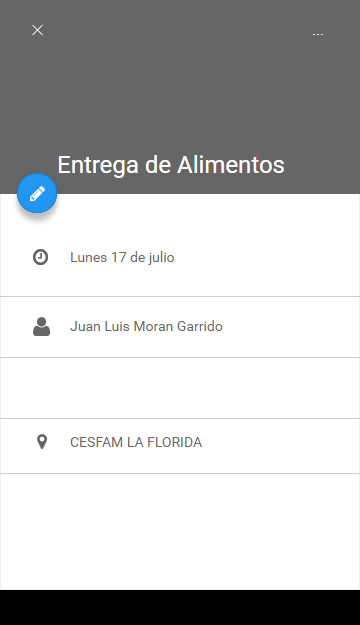 ...
Entrega de Alimentos
Lunes 17 de julio
Juan Luis Moran Garrido
CESFAM LA FLORIDA